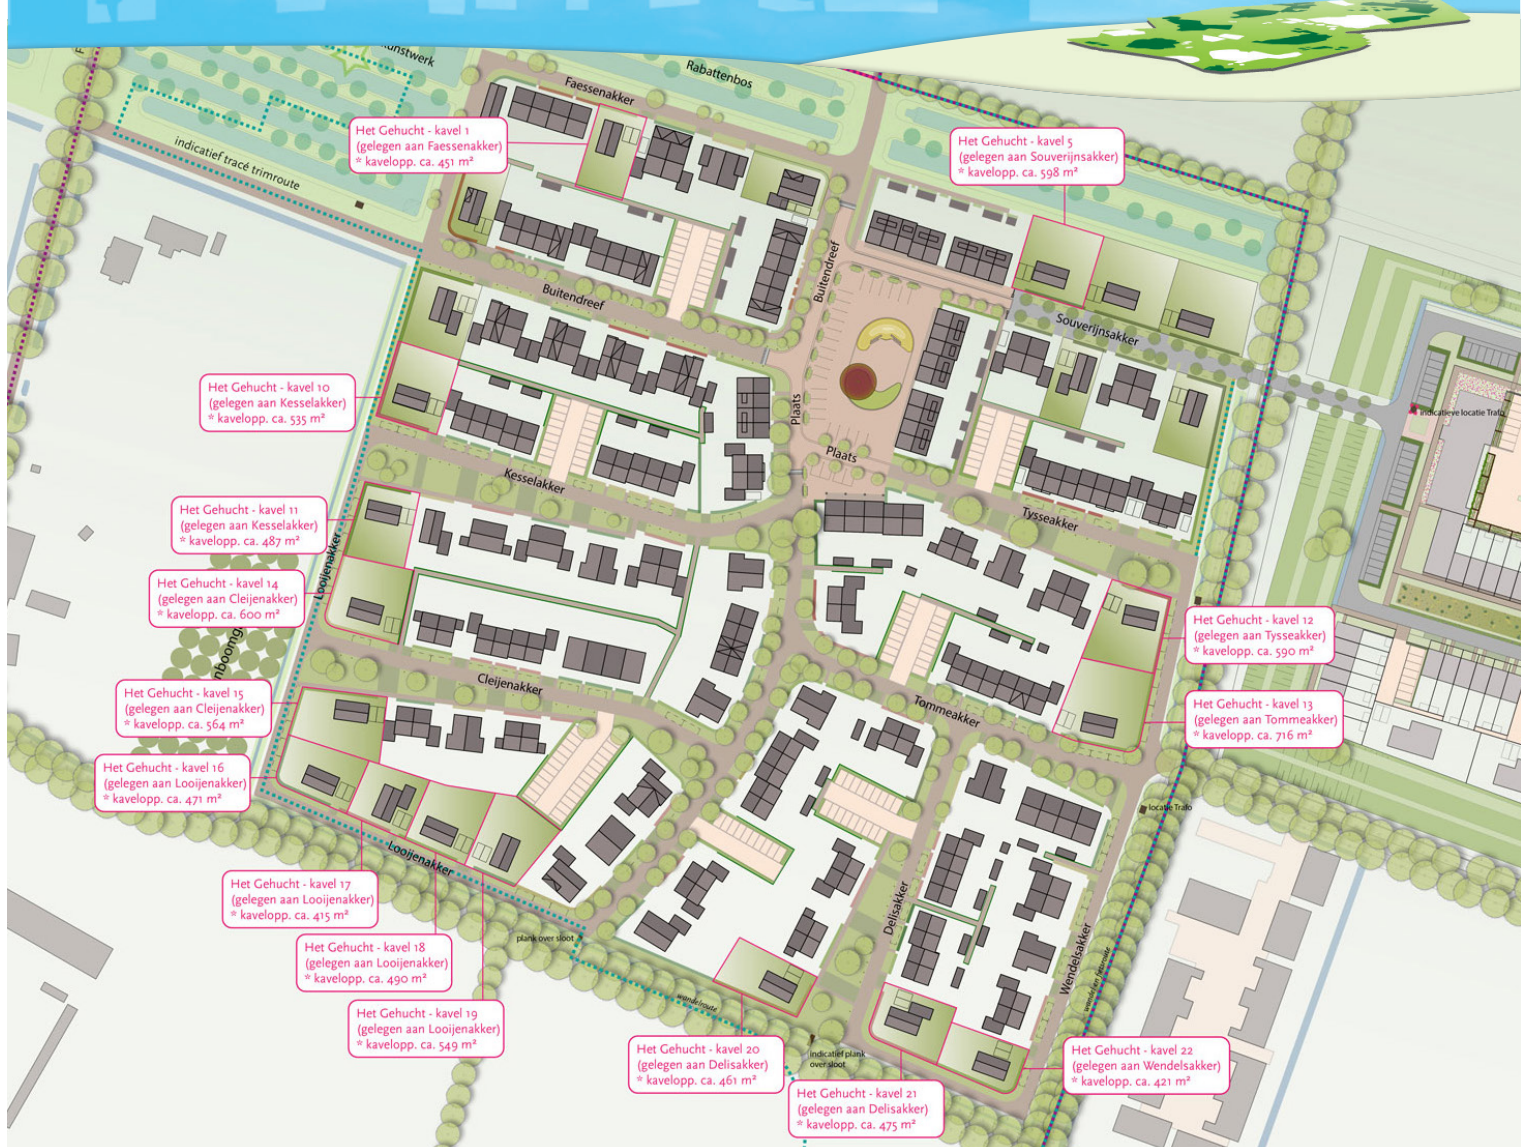 Rabattenbos
Faessenakker
indicatief tracé trimroute
Het Gehucht - kavel 1
(gelegen aan Faessenakker)
* kavelopp. ca. 451 m²
Het Gehucht - kavel 5
(gelegen aan Souverijnsakker)
* kavelopp. ca. 598 m²
Buitendreef
Buitendreef
Souverijnsakker
Plaats
Plaats
indicatieve locatie Trafo
Het Gehucht - kavel 10
(gelegen aan Kesselakker)
* kavelopp. ca. 535 m²
Kesselakker
Tysseakker
Het Gehucht - kavel 11
(gelegen aan Kesselakker)
* kavelopp. ca. 487 m²
Looijenakker
Het Gehucht - kavel 14
(gelegen aan Cleijenakker)
* kavelopp. ca. 600 m²
Het Gehucht - kavel 12
(gelegen aan Tysseakker)
* kavelopp. ca. 590 m²
Cleijenakker
Tommeakker
Het Gehucht - kavel 15
(gelegen aan Cleijenakker)
* kavelopp. ca. 564 m²
Het Gehucht - kavel 13
(gelegen aan Tommeakker)
* kavelopp. ca. 716 m²
Het Gehucht - kavel 16
(gelegen aan Looijenakker)
* kavelopp. ca. 471 m²
locatie Trafo
Looijenakker
Het Gehucht - kavel 17
(gelegen aan Looijenakker)
* kavelopp. ca. 415 m²
Delisakker
Wendelsakker
plank over sloot
Het Gehucht - kavel 18
(gelegen aan Looijenakker)
* kavelopp. ca. 490 m²
wandelroute
wandel en fietsroute
Het Gehucht - kavel 19
(gelegen aan Looijenakker)
* kavelopp. ca. 549 m²
indicatief plank
over sloot
Het Gehucht - kavel 20
(gelegen aan Delisakker)
* kavelopp. ca. 461 m²
Het Gehucht - kavel 22
(gelegen aan Wendelsakker)
* kavelopp. ca. 421 m²
Het Gehucht - kavel 21
(gelegen aan Delisakker)
* kavelopp. ca. 475 m²